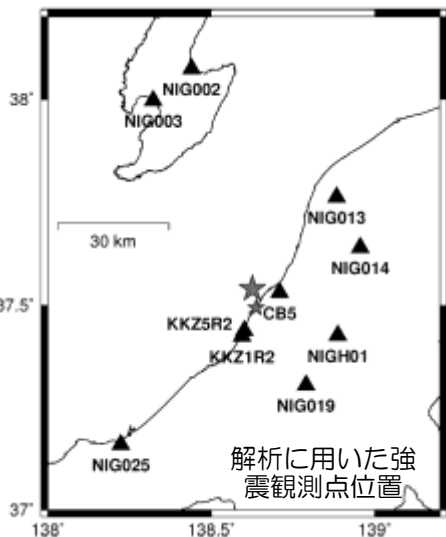 38˚
NIG002
NIG003
NIG013
30 km
NIG014
37.5˚
CB5
KKZ5R2
KKZ1R2
NIGH01
NIG019
NIG025
解析に用いた強
震観測点位置
37˚
138˚
138.5˚
139˚